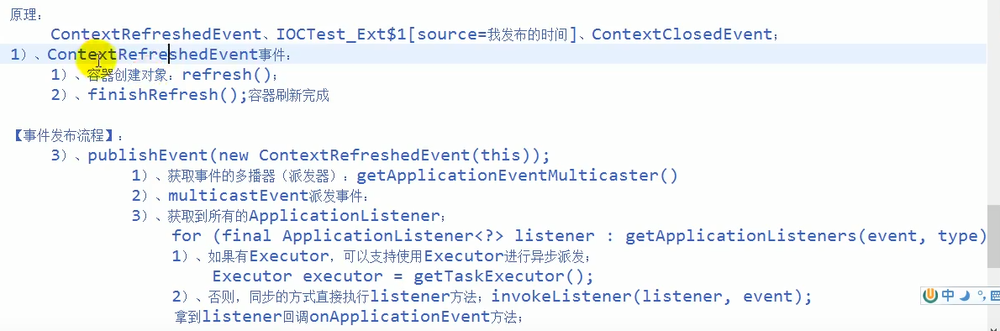 原理：
ContextRefreshedEvent、IOCTest_Ext$1[source=我发布的时间]、ContextClosedEvent；
1）、ContextRefreshedEvent事件：
1）、容器创建对象：refresh()；
2）、finishRefresh();容器刷新完成
【事件发布流程】：
3）、publishEvent(new ContextRefreshedEvent(this));
1）、获取事件的多播器（派发器）：getApplicationEventMulticaster()
2）、multicastEvent派发事件：
3）、获取到所有的ApplicationListener；
for (final ApplicationListener<?> listener : getApplicationListeners(event, type)
1）、如果有Executor，可以支持使用Executor进行异步派发；
Executor executor = getTaskExecutor();
2）、否则，同步的方式直接执行listener方法；invokeListener(listener, event);
拿到listener回调onApplicationEvent方法；
中